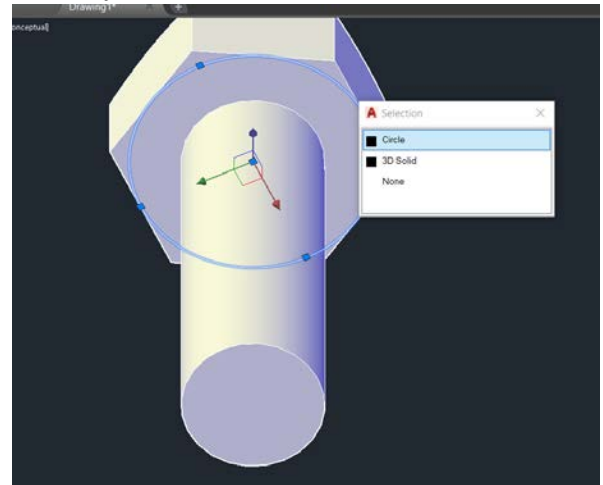 Drawing1*
onceptual]
A Selection
Circle
3D Solid
None